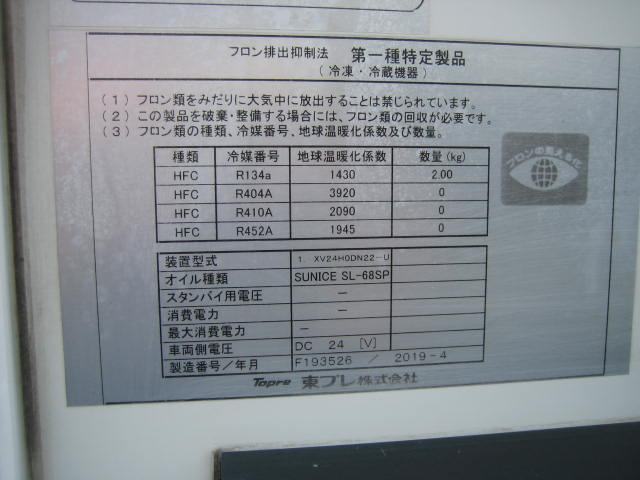 フロン排出抑制法　第一種特定製品
（冷凍・冷蔵機器）
（１）フロン類をみだりに大気中に放出することは禁じられています。
（２）この製品を破棄・整備する場合には、フロン類の回収が必要です。
（３）フロン類の種類、冷媒番号、地球温暖化係数及び数量。
フロンの見える化
種類　冷媒番号　地球温暖化係数　数量(kg)
HFC　R134a　1430　2.00
HFC　R404A　3920　0
HFC　R410A　2090　0
HFC　R452A　1945　0
装置型式　1. XV24H0DN22-U
オイル種類　SUNICE SL-68SP
スタンバイ用電圧　－
消費電力　－
最大消費電力　－
車両側電圧　DC 24 [V]
製造番号／年月　F193526 ／ 2019-4
Topre 東プレ株式会社